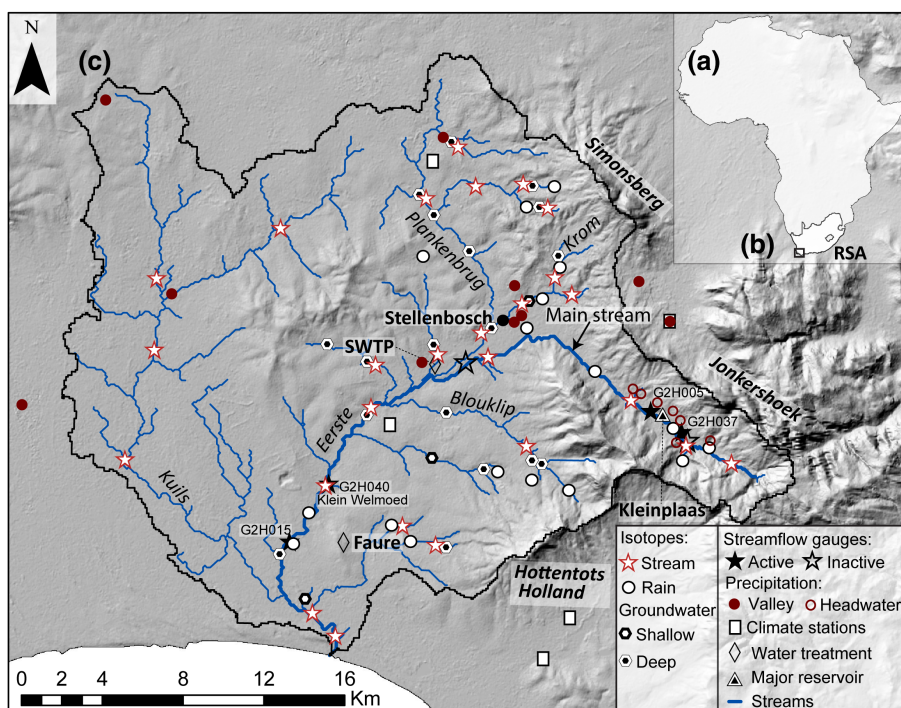 N
(c)
(a)
(b)
RSA
Simonsberg
Plankenbrug
Krom
Stellenbosch
Main stream
SWTP
Jonkershoek
G2H005
G2H037
Eerste
Blouklip
Kuils
G2H040
Klein Welmoed
Kleinplaas
G2H015
Faure
Hottentots
Holland
0 2 4 8 12 16
Km
Isotopes:
Stream
Rain
Groundwater
Shallow
Deep
Streamflow gauges:
Active Inactive
Precipitation:
Valley Headwater
Climate stations
Water treatment
Major reservoir
Streams